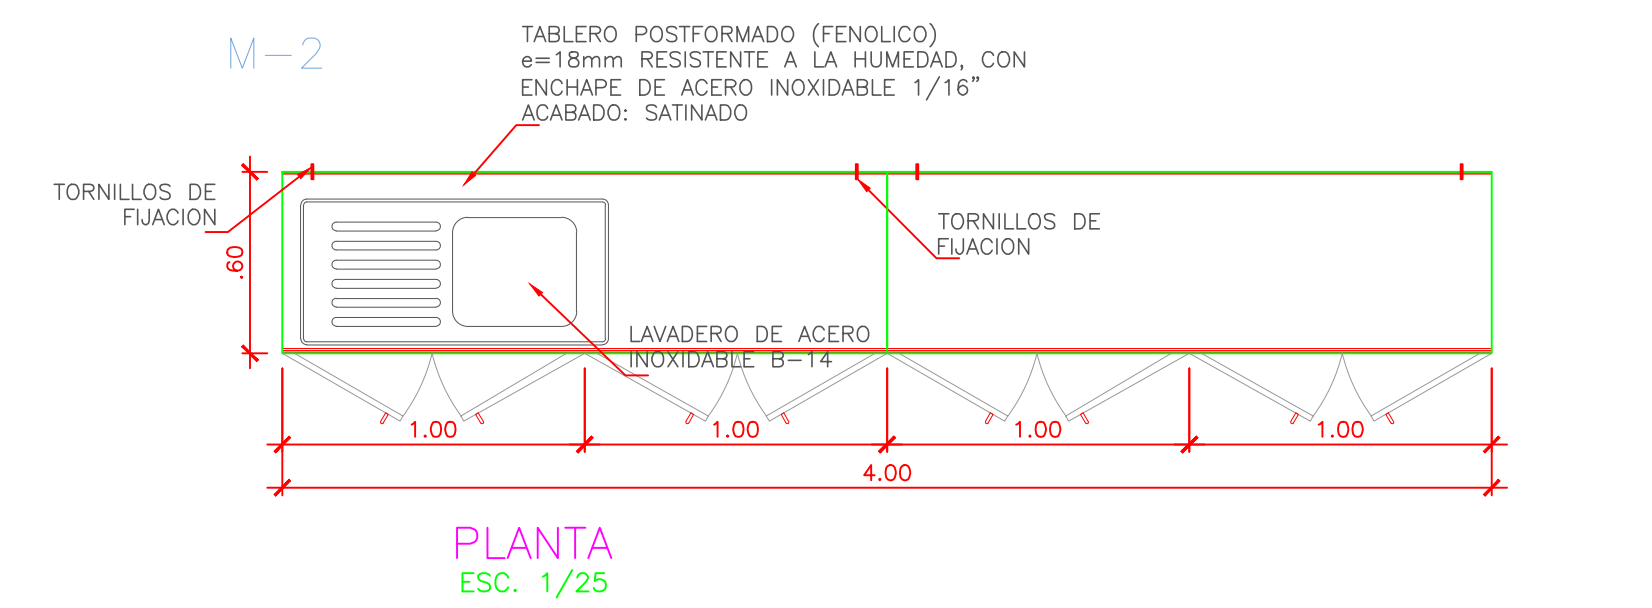 M-2
TABLERO POSTFORMADO (FENOLICO)
e=18mm RESISTENTE A LA HUMEDAD, CON
ENCHAPE DE ACERO INOXIDABLE 1/16"
ACABADO: SATINADO
TORNILLOS DE
FIJACION
TORNILLOS DE
FIJACION
.60
LAVADERO DE ACERO
INOXIDABLE B-14
1.00
1.00
1.00
1.00
4.00
PLANTA
ESC. 1/25